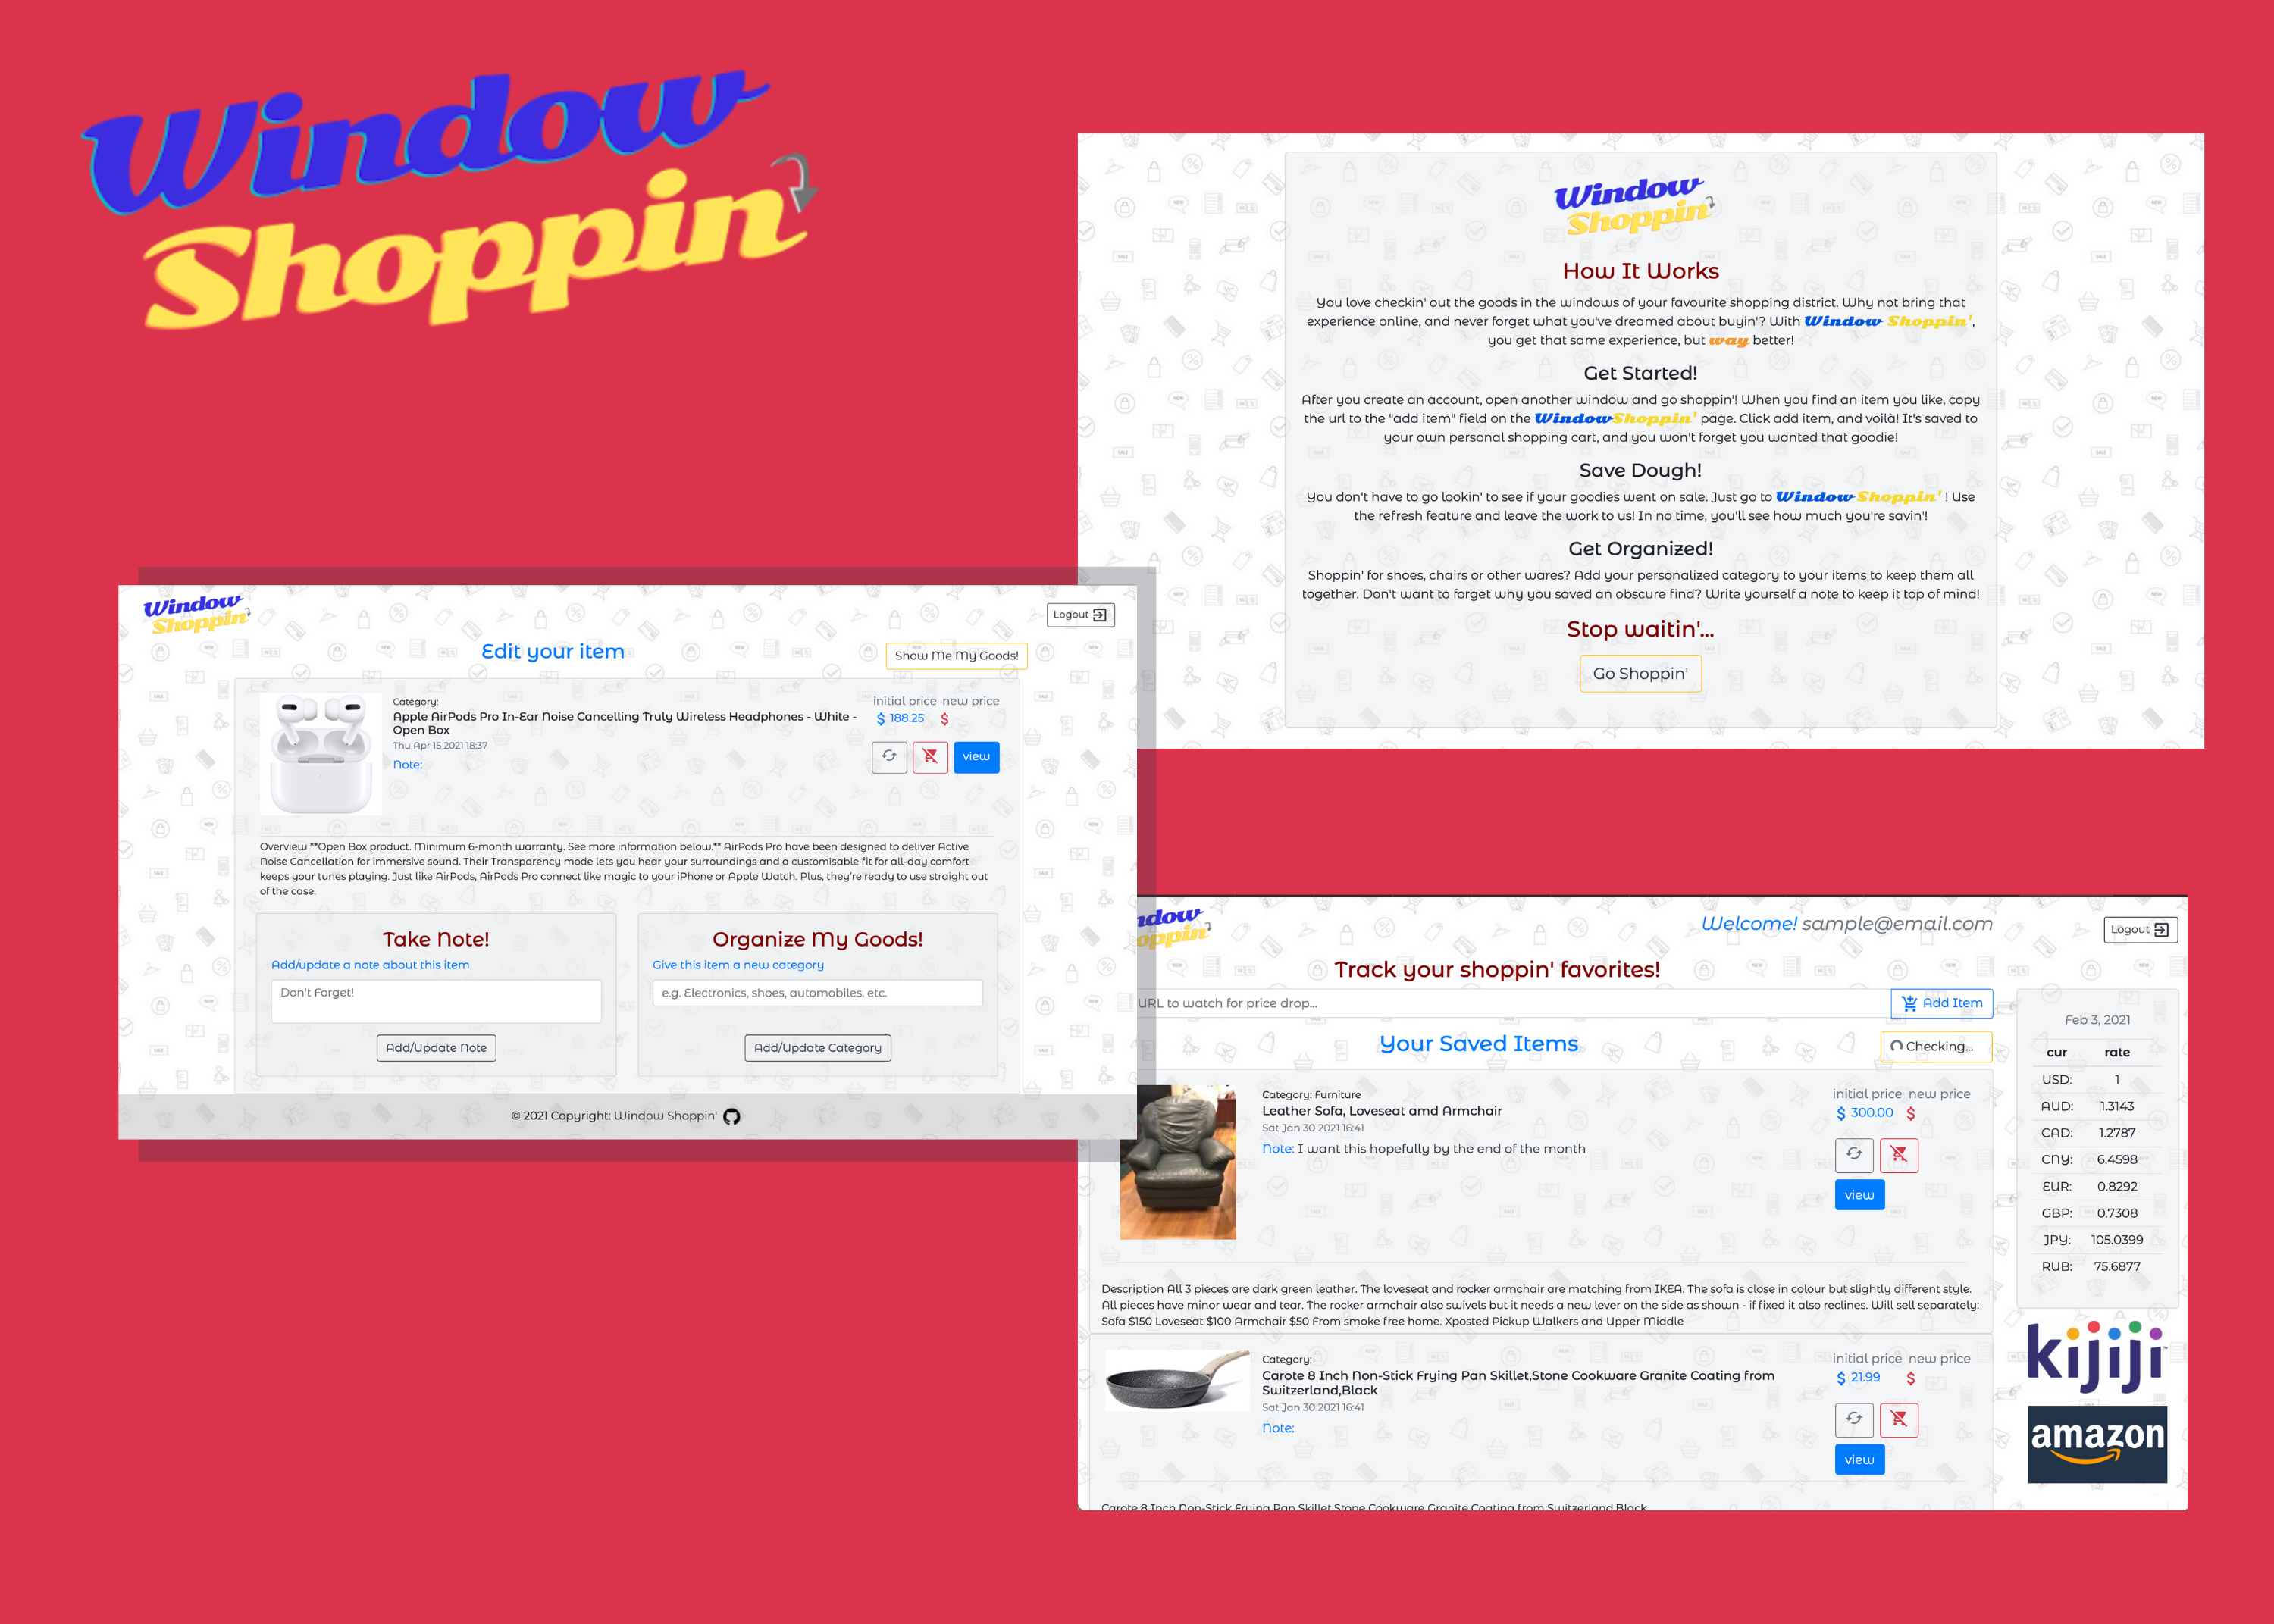 Window
Shoppin'
Window
Shoppin'
How It Works
You love checkin' out the goods in the windows of your favourite shopping district. Why not bring that
experience online, and never forget what you've dreamed about buyin'? With Window Shoppin',
you get that same experience, but way better!
Get Started!
After you create an account, open another window and go shoppin'! When you find an item you like, copy
the url to the "add item" field on the Window Shoppin' page. Click add item, and voilà! It's saved to
your own personal shopping cart, and you won't forget you wanted that goodie!
Save Dough!
You don't have to go lookin' to see if your goodies went on sale. Just go to Window Shoppin' ! Use
the refresh feature and leave the work to us! In no time, you'll see how much you're savin'!
Get Organized!
Shoppin' for shoes, chairs or other wares? Add your personalized category to your items to keep them all
together. Don't want to forget why you saved an obscure find? Write yourself a note to keep it top of mind!
Stop waitin'...
Go Shoppin'
Window
Shoppin'
Logout
Edit your item
Show Me My Goods!
Category:
Apple AirPods Pro In-Ear Noise Cancelling Truly Wireless Headphones - White -
Open Box
Thu Apr 15 2021 18:37
Note:
initial price new price
$ 188.25 $
view
Overview **Open Box product. Minimum 6-month warranty. See more information below.** AirPods Pro have been designed to deliver Active
Noise Cancellation for immersive sound. Their Transparency mode lets you hear your surroundings and a customisable fit for all-day comfort
keeps your tunes playing. Just like AirPods, AirPods Pro connect like magic to your iPhone or Apple Watch. Plus, they're ready to use straight out
of the case.
Take Note!
Add/update a note about this item
Don't Forget!
Add/Update Note
Organize My Goods!
Give this item a new category
e.g. Electronics, shoes, automobiles, etc.
Add/Update Category
© 2021 Copyright: Window Shoppin'
ndow
oppin'
Welcome! sample@email.com
Logout
Track your shoppin' favorites!
URL to watch for price drop...
Add Item
Your Saved Items
Checking...
Category: Furniture
Leather Sofa, Loveseat amd Armchair
Sat Jan 30 2021 16:41
Note: I want this hopefully by the end of the month
initial price new price
$ 300.00 $
view
Description All 3 pieces are dark green leather. The loveseat and rocker armchair are matching from IKEA. The sofa is close in colour but slightly different style.
All pieces have minor wear and tear. The rocker armchair also swivels but it needs a new lever on the side as shown - if fixed it also reclines. Will sell separately:
Sofa $150 Loveseat $100 Armchair $50 From smoke free home. Xposted Pickup Walkers and Upper Middle
Category:
Carote 8 Inch Non-Stick Frying Pan Skillet,Stone Cookware Granite Coating from
Switzerland,Black
Sat Jan 30 2021 16:41
Note:
initial price new price
$ 21.99 $
view
Carote 8 Inch Non-Stick Frying Pan Skillet,Stone Cookware Granite Coating from Switzerland,Black
Feb 3, 2021
cur rate
USD: 1
AUD: 1.3143
CAD: 1.2787
CNY: 6.4598
EUR: 0.8292
GBP: 0.7308
JPY: 105.0399
RUB: 75.6877
kijiji
amazon